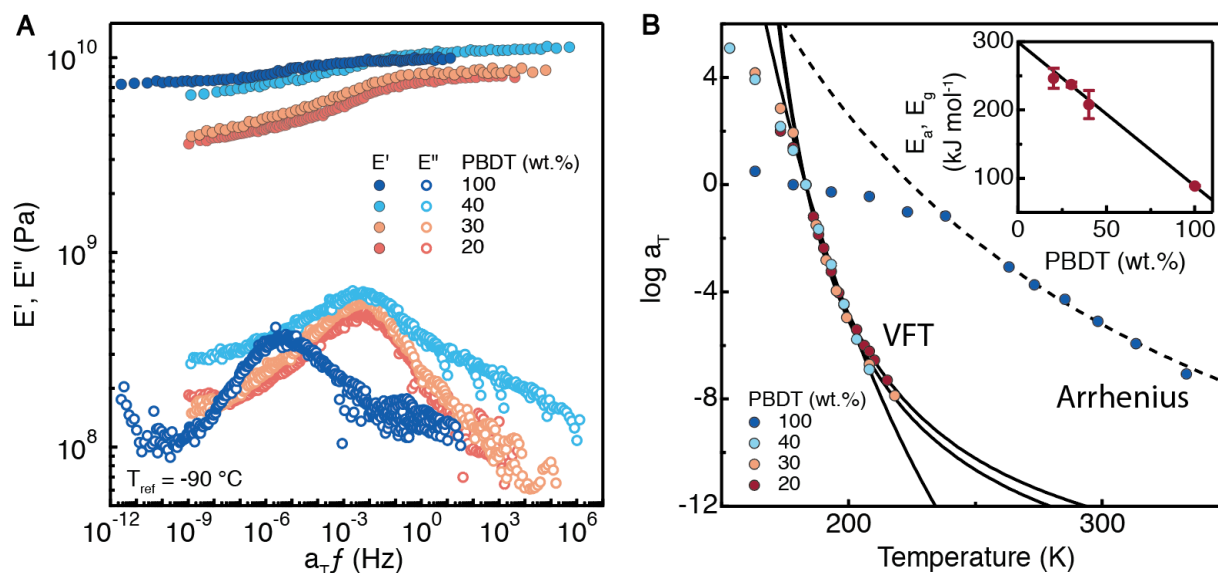 A
E', E" (Pa)
10^10
10^9
10^8
E' E" PBDT (wt.%)
100
40
30
20
T_ref = -90 °C
10^-12 10^-9 10^-6 10^-3 10^0 10^3 10^6
a_T f (Hz)
B
log a_T
4
0
-4
-8
-12
VFT
Arrhenius
PBDT (wt.%)
100
40
30
20
200 300
Temperature (K)
E_a, E_g
(kJ mol^-1)
300
200
100
0 50 100
PBDT (wt.%)